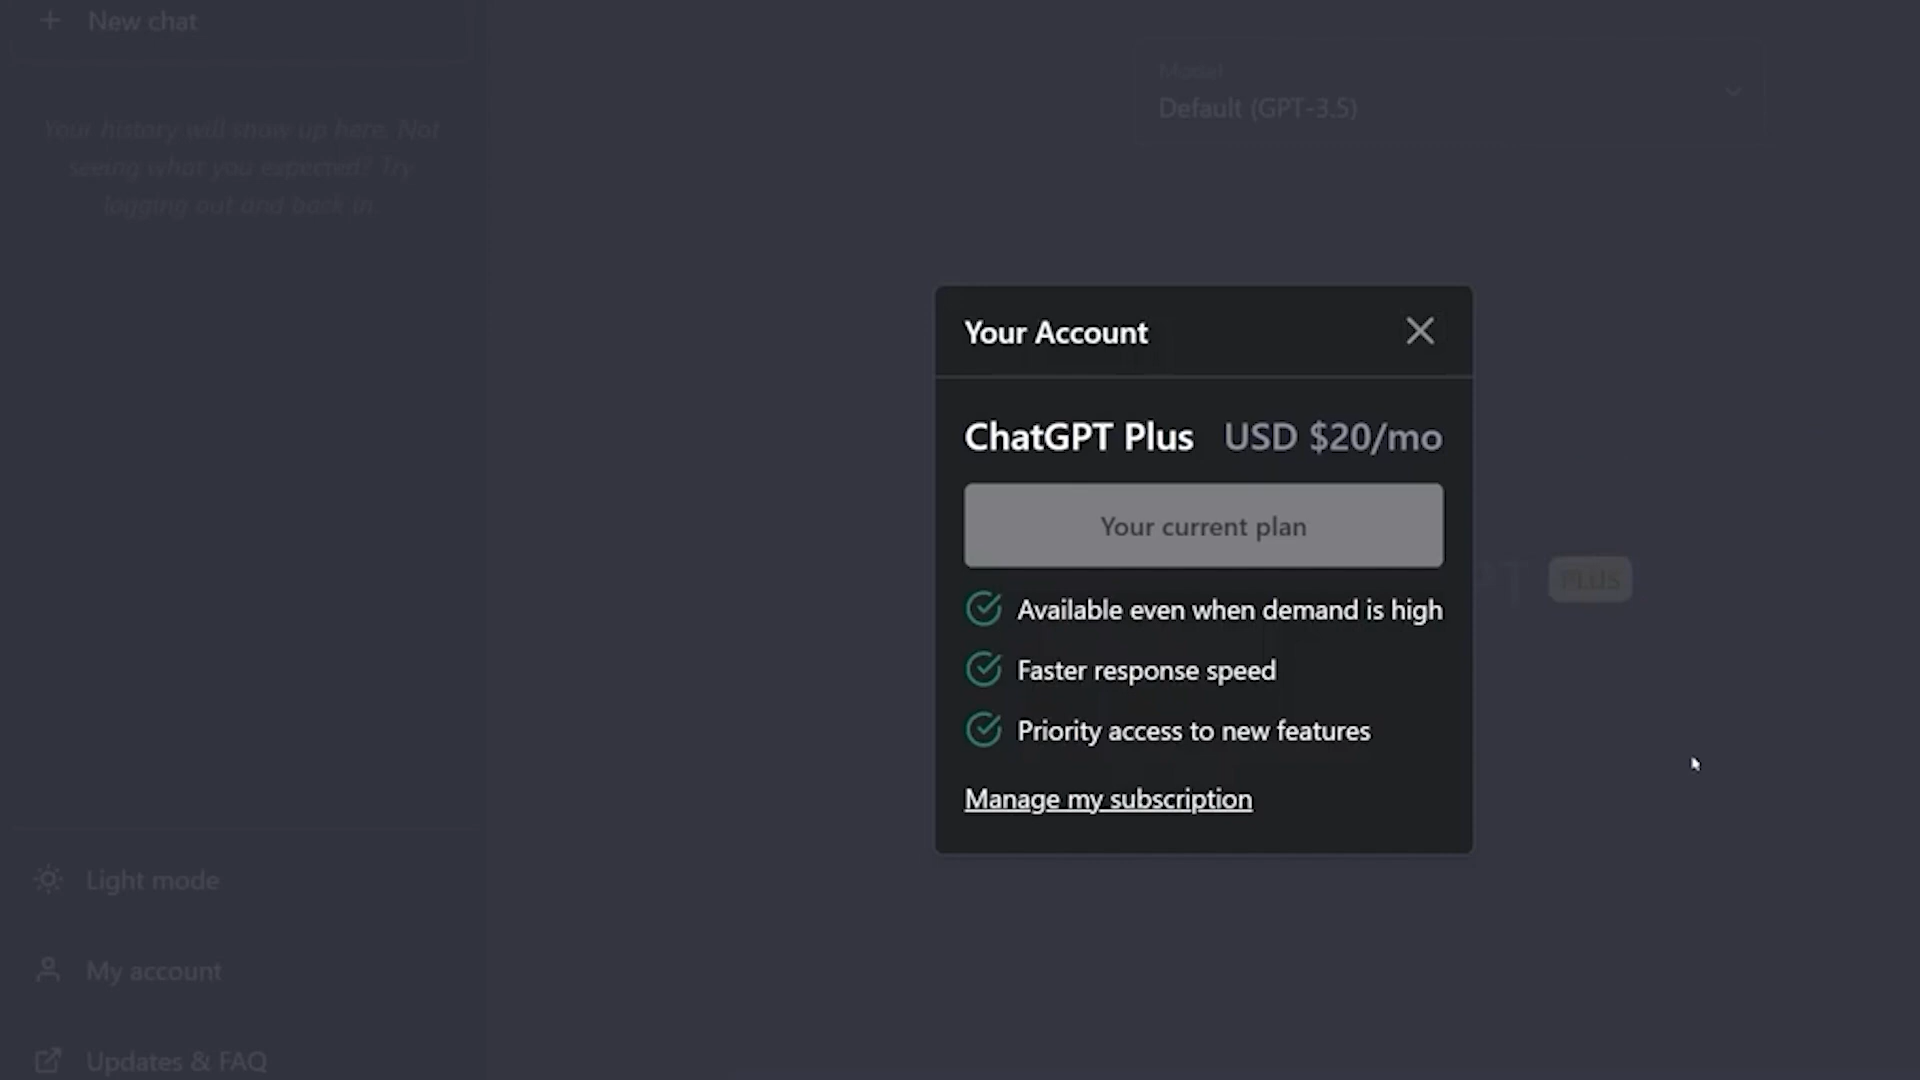 New chat
Your history will show up here. Not
seeing what you expected? Try
logging out and back in
Model
Default (GPT-3.5)
Your Account
ChatGPT Plus USD $20/mo
Your current plan
PLUS
Available even when demand is high
Faster response speed
Priority access to new features
Manage my subscription
Light mode
My account
Updates & FAQ